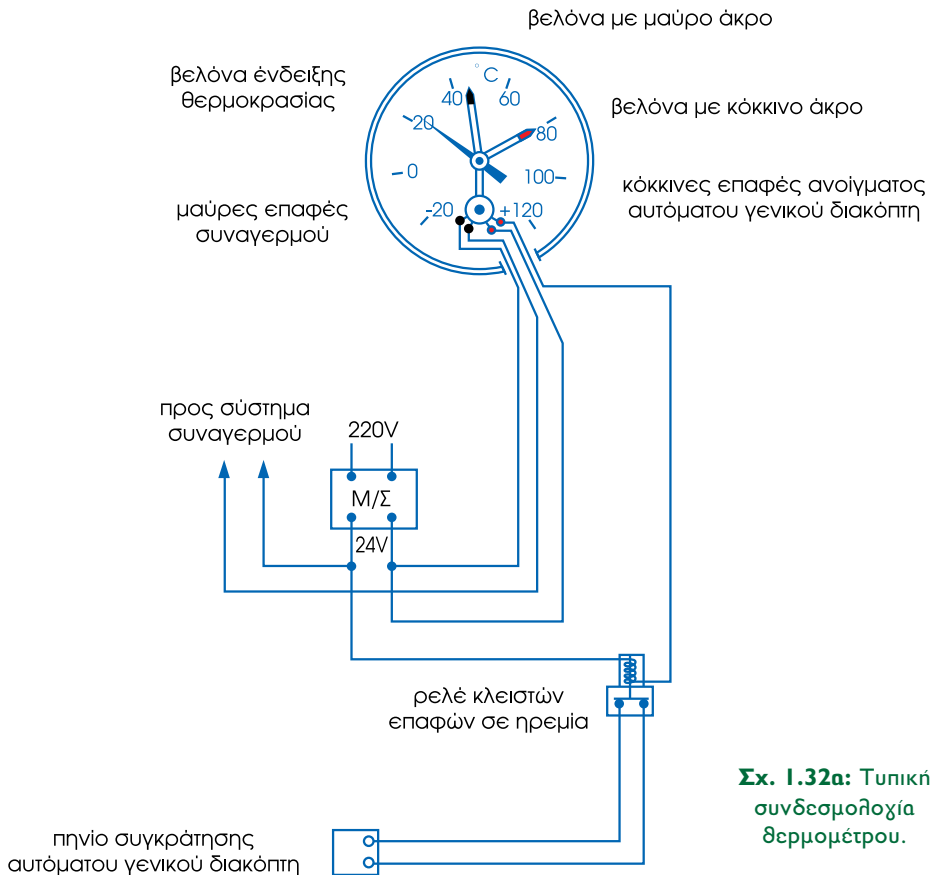 βελόνα με μαύρο άκρο
βελόνα ένδειξης
θερμοκρασίας
°C
40
60
βελόνα με κόκκινο άκρο
20
80
0
100
κόκκινες επαφές ανοίγματος
αυτόματου γενικού διακόπτη
μαύρες επαφές
συναγερμού
-20
+120
προς σύστημα
συναγερμού
220V
Μ/Σ
24V
ρελέ κλειστών
επαφών σε ηρεμία
Σχ. 1.32α: Τυπική
συνδεσμολογία
θερμομέτρου.
πηνίο συγκράτησης
αυτόματου γενικού διακόπτη